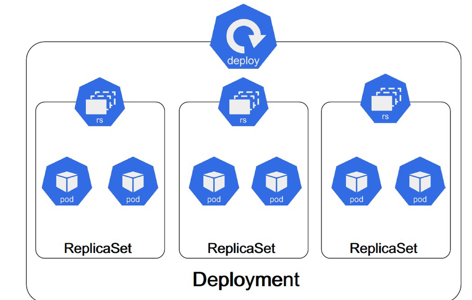 deploy
rs
rs
rs
pod
pod
pod
pod
pod
pod
ReplicaSet
ReplicaSet
ReplicaSet
Deployment